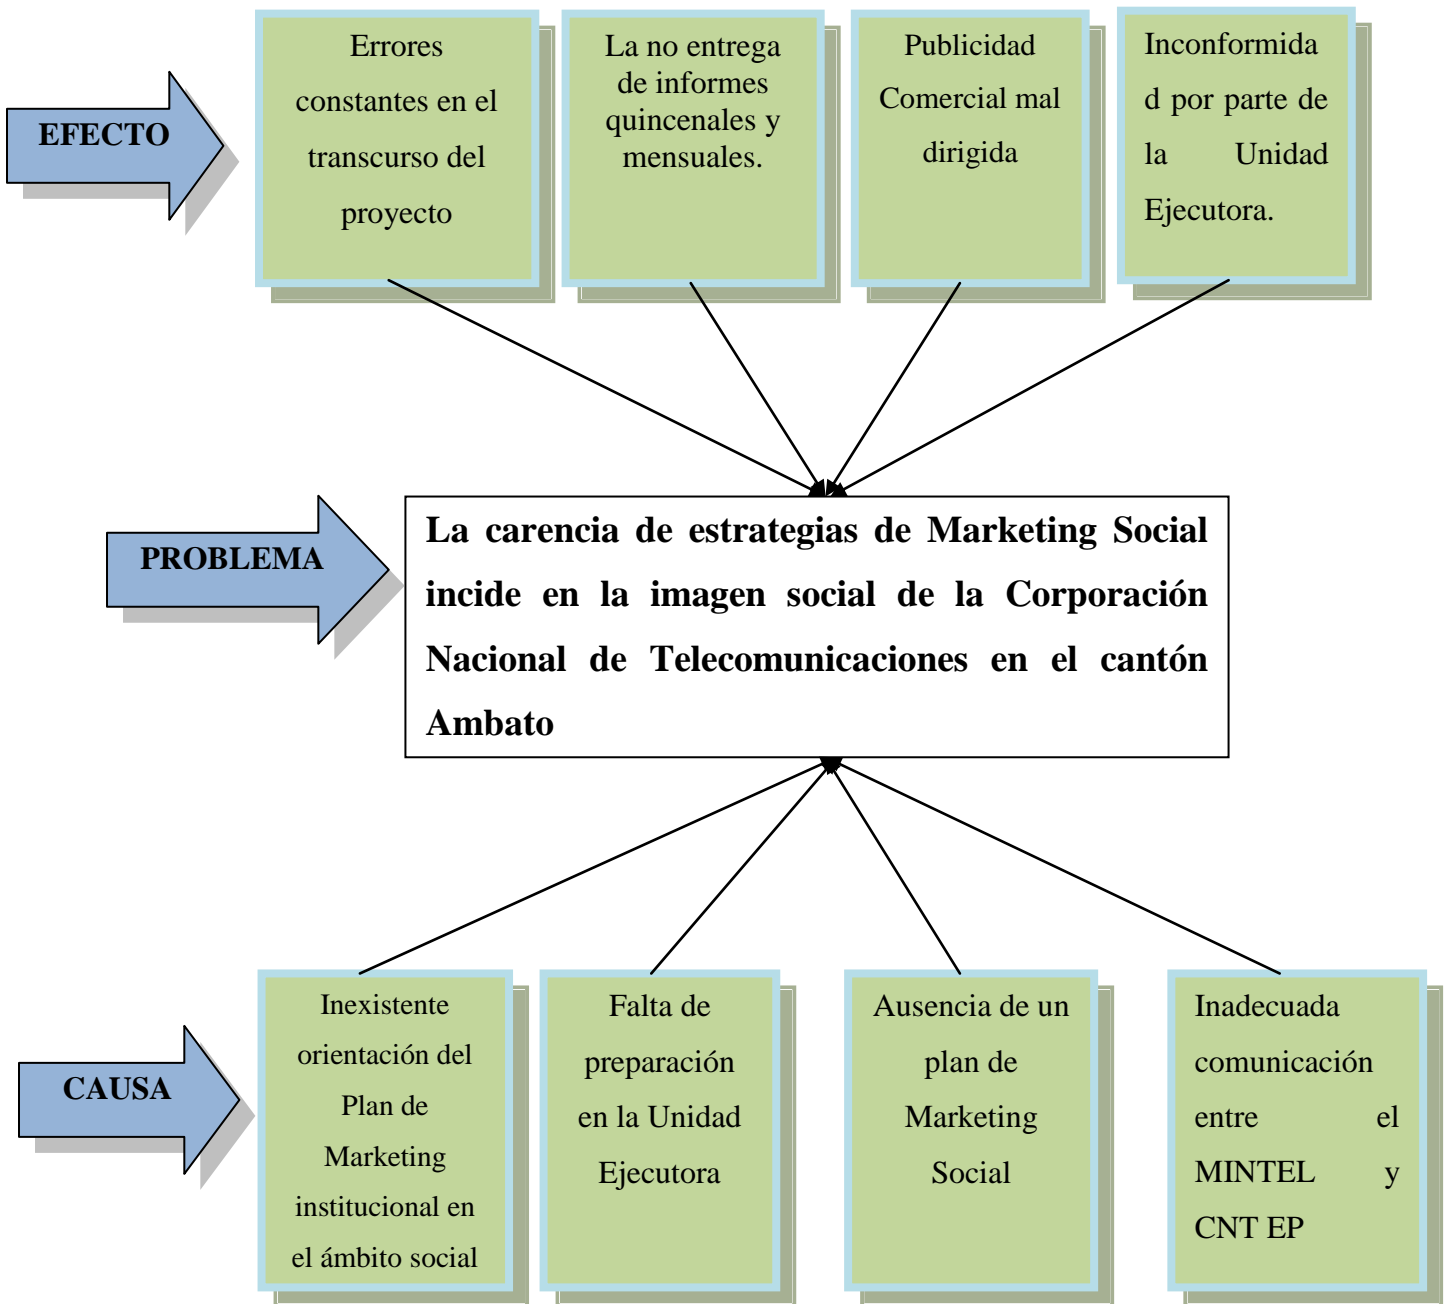 EFECTO
Errores
constantes en el
transcurso del
proyecto
La no entrega
de informes
quincenales y
mensuales.
Publicidad
Comercial mal
dirigida
Inconformida
d por parte de
la Unidad
Ejecutora.
PROBLEMA
La carencia de estrategias de Marketing Social
incide en la imagen social de la Corporación
Nacional de Telecomunicaciones en el cantón
Ambato
CAUSA
Inexistente
orientación del
Plan de
Marketing
institucional en
el ámbito social
Falta de
preparación
en la Unidad
Ejecutora
Ausencia de un
plan de
Marketing
Social
Inadecuada
comunicación
entre el
MINTEL y
CNT EP